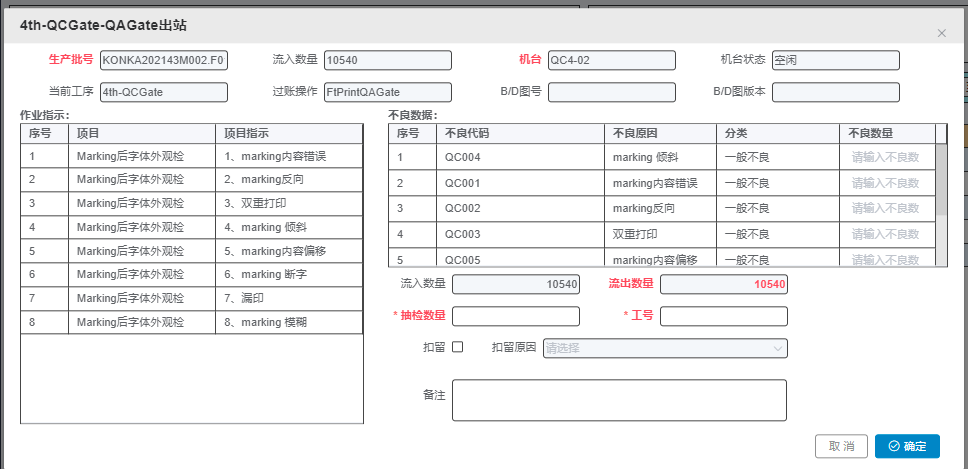 4th-QCGate-QAGate出站
生产批号 KONKA202143M002.F0 流入数量 10540 机台 QC4-02 机台状态 空闲
当前工序 4th-QCGate 过账操作 FtPrintQAGate B/D图号 B/D图版本
作业指示:
序号 项目 项目指示
1 Marking后字体外观检 1、marking内容错误
2 Marking后字体外观检 2、marking反向
3 Marking后字体外观检 3、双重打印
4 Marking后字体外观检 4、marking 倾斜
5 Marking后字体外观检 5、marking内容偏移
6 Marking后字体外观检 6、marking 断字
7 Marking后字体外观检 7、漏印
8 Marking后字体外观检 8、marking 模糊
不良数据:
序号 不良代码 不良原因 分类 不良数量
1 QC004 marking 倾斜 一般不良 请输入不良数
2 QC001 marking内容错误 一般不良 请输入不良数
3 QC002 marking反向 一般不良 请输入不良数
4 QC003 双重打印 一般不良 请输入不良数
5 QC005 marking内容偏移 一般不良 请输入不良数
流入数量 10540 流出数量 10540
* 抽检数量 * 工号
扣留 扣留原因 请选择
备注
取 消 确定